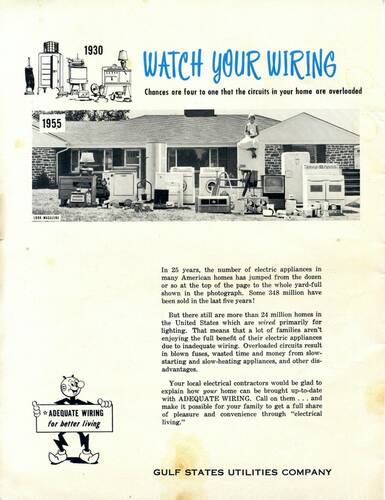 1930
WATCH YOUR WIRING
Chances are four to one that the circuits in your home are overloaded
1955
LOOK MAGAZINE
In 25 years, the number of electric appliances in
many American homes has jumped from the dozen
or so at the top of the page to the whole yard-full
shown in the photograph. Some 348 million have
been sold in the last five years!
But there still are more than 24 million homes in
the United States which are wired primarily for
lighting. That means that a lot of families aren't
enjoying the full benefit of their electric appliances
due to inadequate wiring. Overloaded circuits result
in blown fuses, wasted time and money from slow-
starting and slow-heating appliances, and other dis-
advantages.
Your local electrical contractors would be glad to
explain how your home can be brought up-to-date
with ADEQUATE WIRING. Call on them . . . and
make it possible for your family to get a full share
of pleasure and convenience through "electrical
living."
* ADEQUATE WIRING
for better living
GULF STATES UTILITIES COMPANY